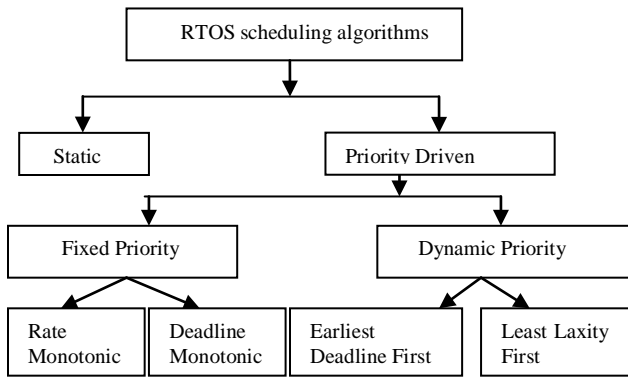 RTOS scheduling algorithms
Static
Priority Driven
Fixed Priority
Dynamic Priority
Rate
Monotonic
Deadline
Monotonic
Earliest
Deadline First
Least Laxity
First